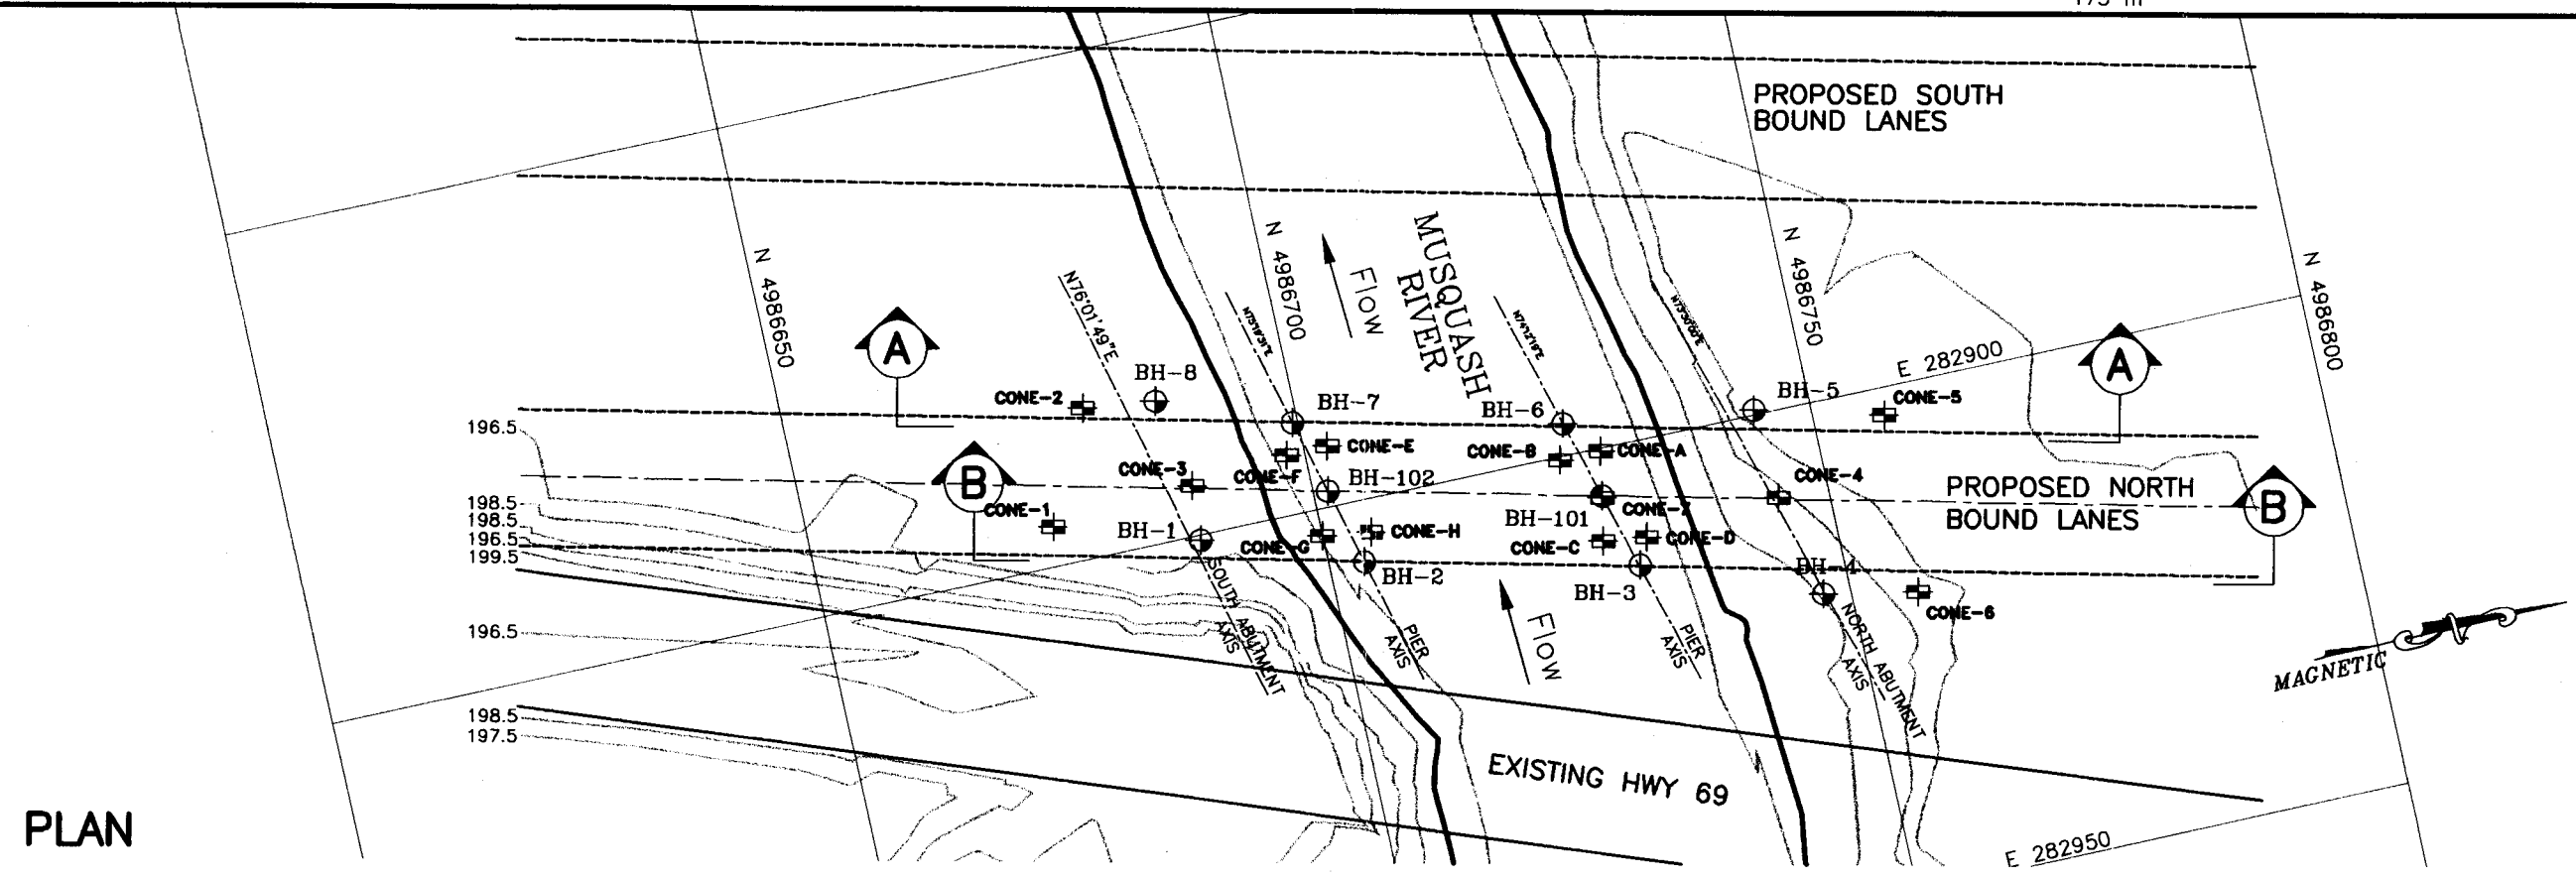 PROPOSED SOUTH
BOUND LANES
MUSQUASH
RIVER
Flow
N 4986650
N 4986700
N 4986750
N 4986800
N76°01'49"E
E 282900
A
A
BH-8
CONE-2
BH-7
BH-6
BH-5
CONE-5
196.5
CONE-E
CONE-B
CONE-A
B
CONE-3
CONE-F
BH-102
CONE-4
PROPOSED NORTH
BOUND LANES
B
198.5
198.5
196.5
199.5
CONE-1
BH-1
CONE-G
CONE-H
BH-101
CONE-Z
CONE-C
CONE-D
BH-2
BH-3
BH-4
CONE-6
SOUTH ABUTMENT
AXIS
PIER
AXIS
Flow
PIER
AXIS
NORTH ABUTMENT
AXIS
196.5
MAGNETIC
N
198.5
197.5
EXISTING HWY 69
PLAN
E 282950